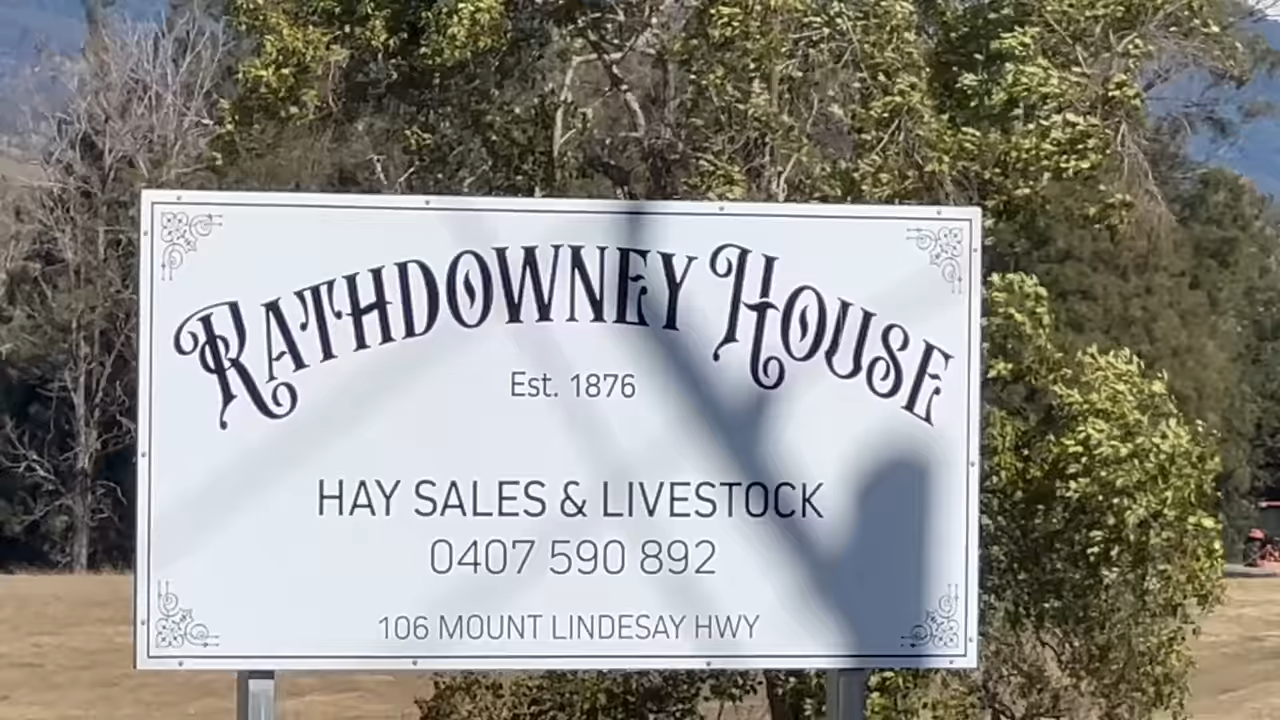 RATHDOWNEY HOUSE
Est. 1876
HAY SALES & LIVESTOCK
0407 590 892
106 MOUNT LINDESAY HWY